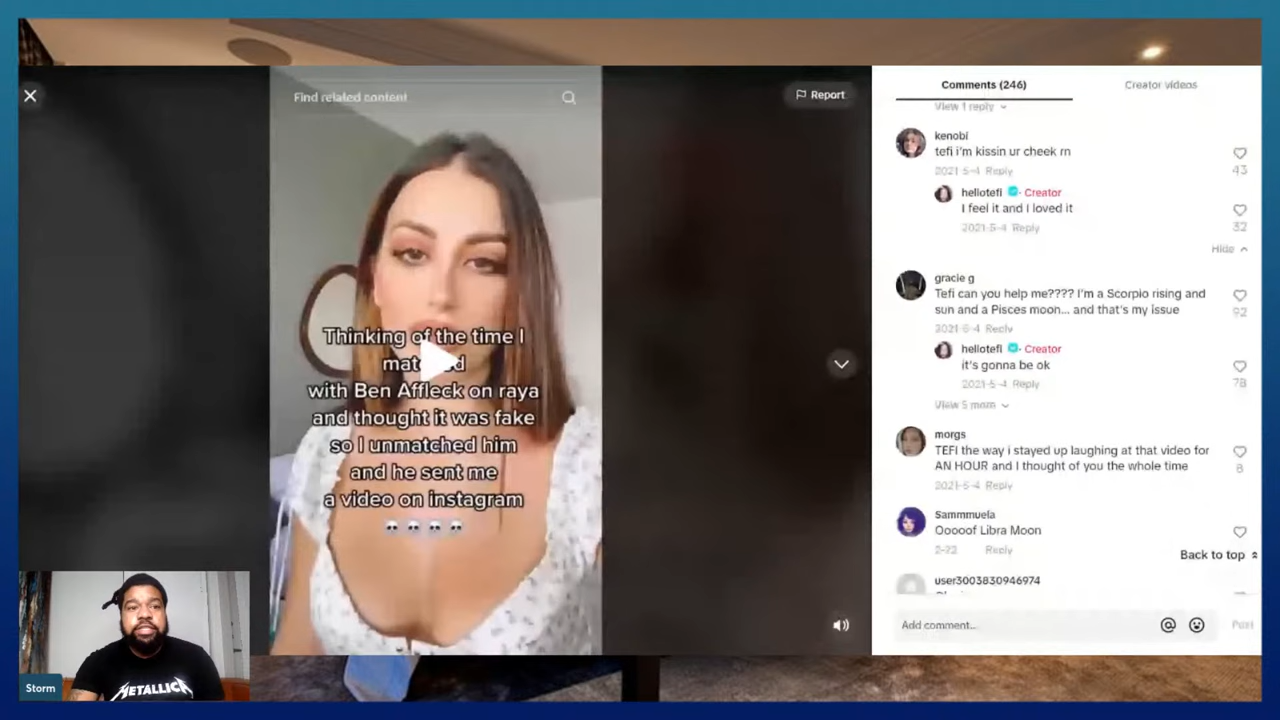 Find related content
Report
Thinking of the time I
with Ben Affleck on raya
and thought it was fake
so I unmatched him
and he sent me
a video on instagram
Storm
METALLICA
Comments (246)
Creator videos
View 1 reply
kenobi
tefi i'm kissin ur cheek rn
2021-5-4 Reply
43
hellotefi · Creator
I feel it and I loved it
2021-5-4 Reply
32
Hide
gracie g
Tefi can you help me???? I'm a Scorpio rising and
sun and a Pisces moon... and that's my issue
2021-5-4 Reply
92
hellotefi · Creator
it's gonna be ok
2021-5-4 Reply
78
View 5 more
morgs
TEFI the way i stayed up laughing at that video for
AN HOUR and I thought of you the whole time
2021-5-4 Reply
8
Sammmuela
Ooooof Libra Moon
2-22 Reply
Back to top
user3003830946974
Add comment...
Post